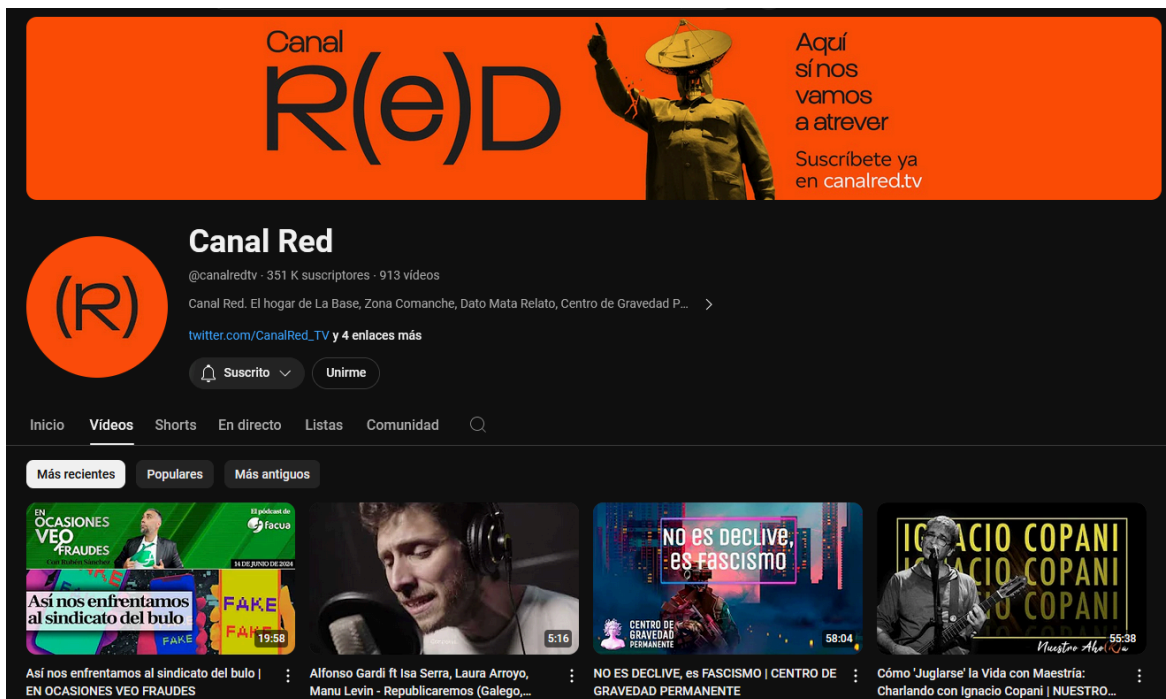 Canal
R(e)D
Aquí
sí nos
vamos
a atrever
Suscríbete ya
en canalred.tv
(R)
Canal Red
@canalredtv · 351 K suscriptores · 913 vídeos
Canal Red. El hogar de La Base, Zona Comanche, Dato Mata Relato, Centro de Gravedad P...
twitter.com/CanalRed_TV y 4 enlaces más
Suscrito
Unirme
Inicio Vídeos Shorts En directo Listas Comunidad
Más recientes Populares Más antiguos
EN
OCASIONES
VEO
FRAUDES
Con Rubén Sánchez
El pódcast de
facua
14 DE JUNIO DE 2024
Así nos enfrentamos
al sindicato del bulo
FAKE
FAKE
FAKE
FAKE
19:58
Así nos enfrentamos al sindicato del bulo |
EN OCASIONES VEO FRAUDES
5:16
Alfonso Gardi ft Isa Serra, Laura Arroyo,
Manu Levin - Republicaremos (Galego,...
NO es DECLIVe,
es FASCISMO
CENTRO DE
GRAVEDAD
PERMANENTE
58:04
NO ES DECLIVE, es FASCISMO | CENTRO DE
GRAVEDAD PERMANENTE
IGNACIO COPANI
IGNACIO COPANI
IGNACIO COPANI
Nuestro Aho(R)a
55:38
Cómo 'Juglarse' la Vida con Maestría:
Charlando con Ignacio Copani | NUESTRO...